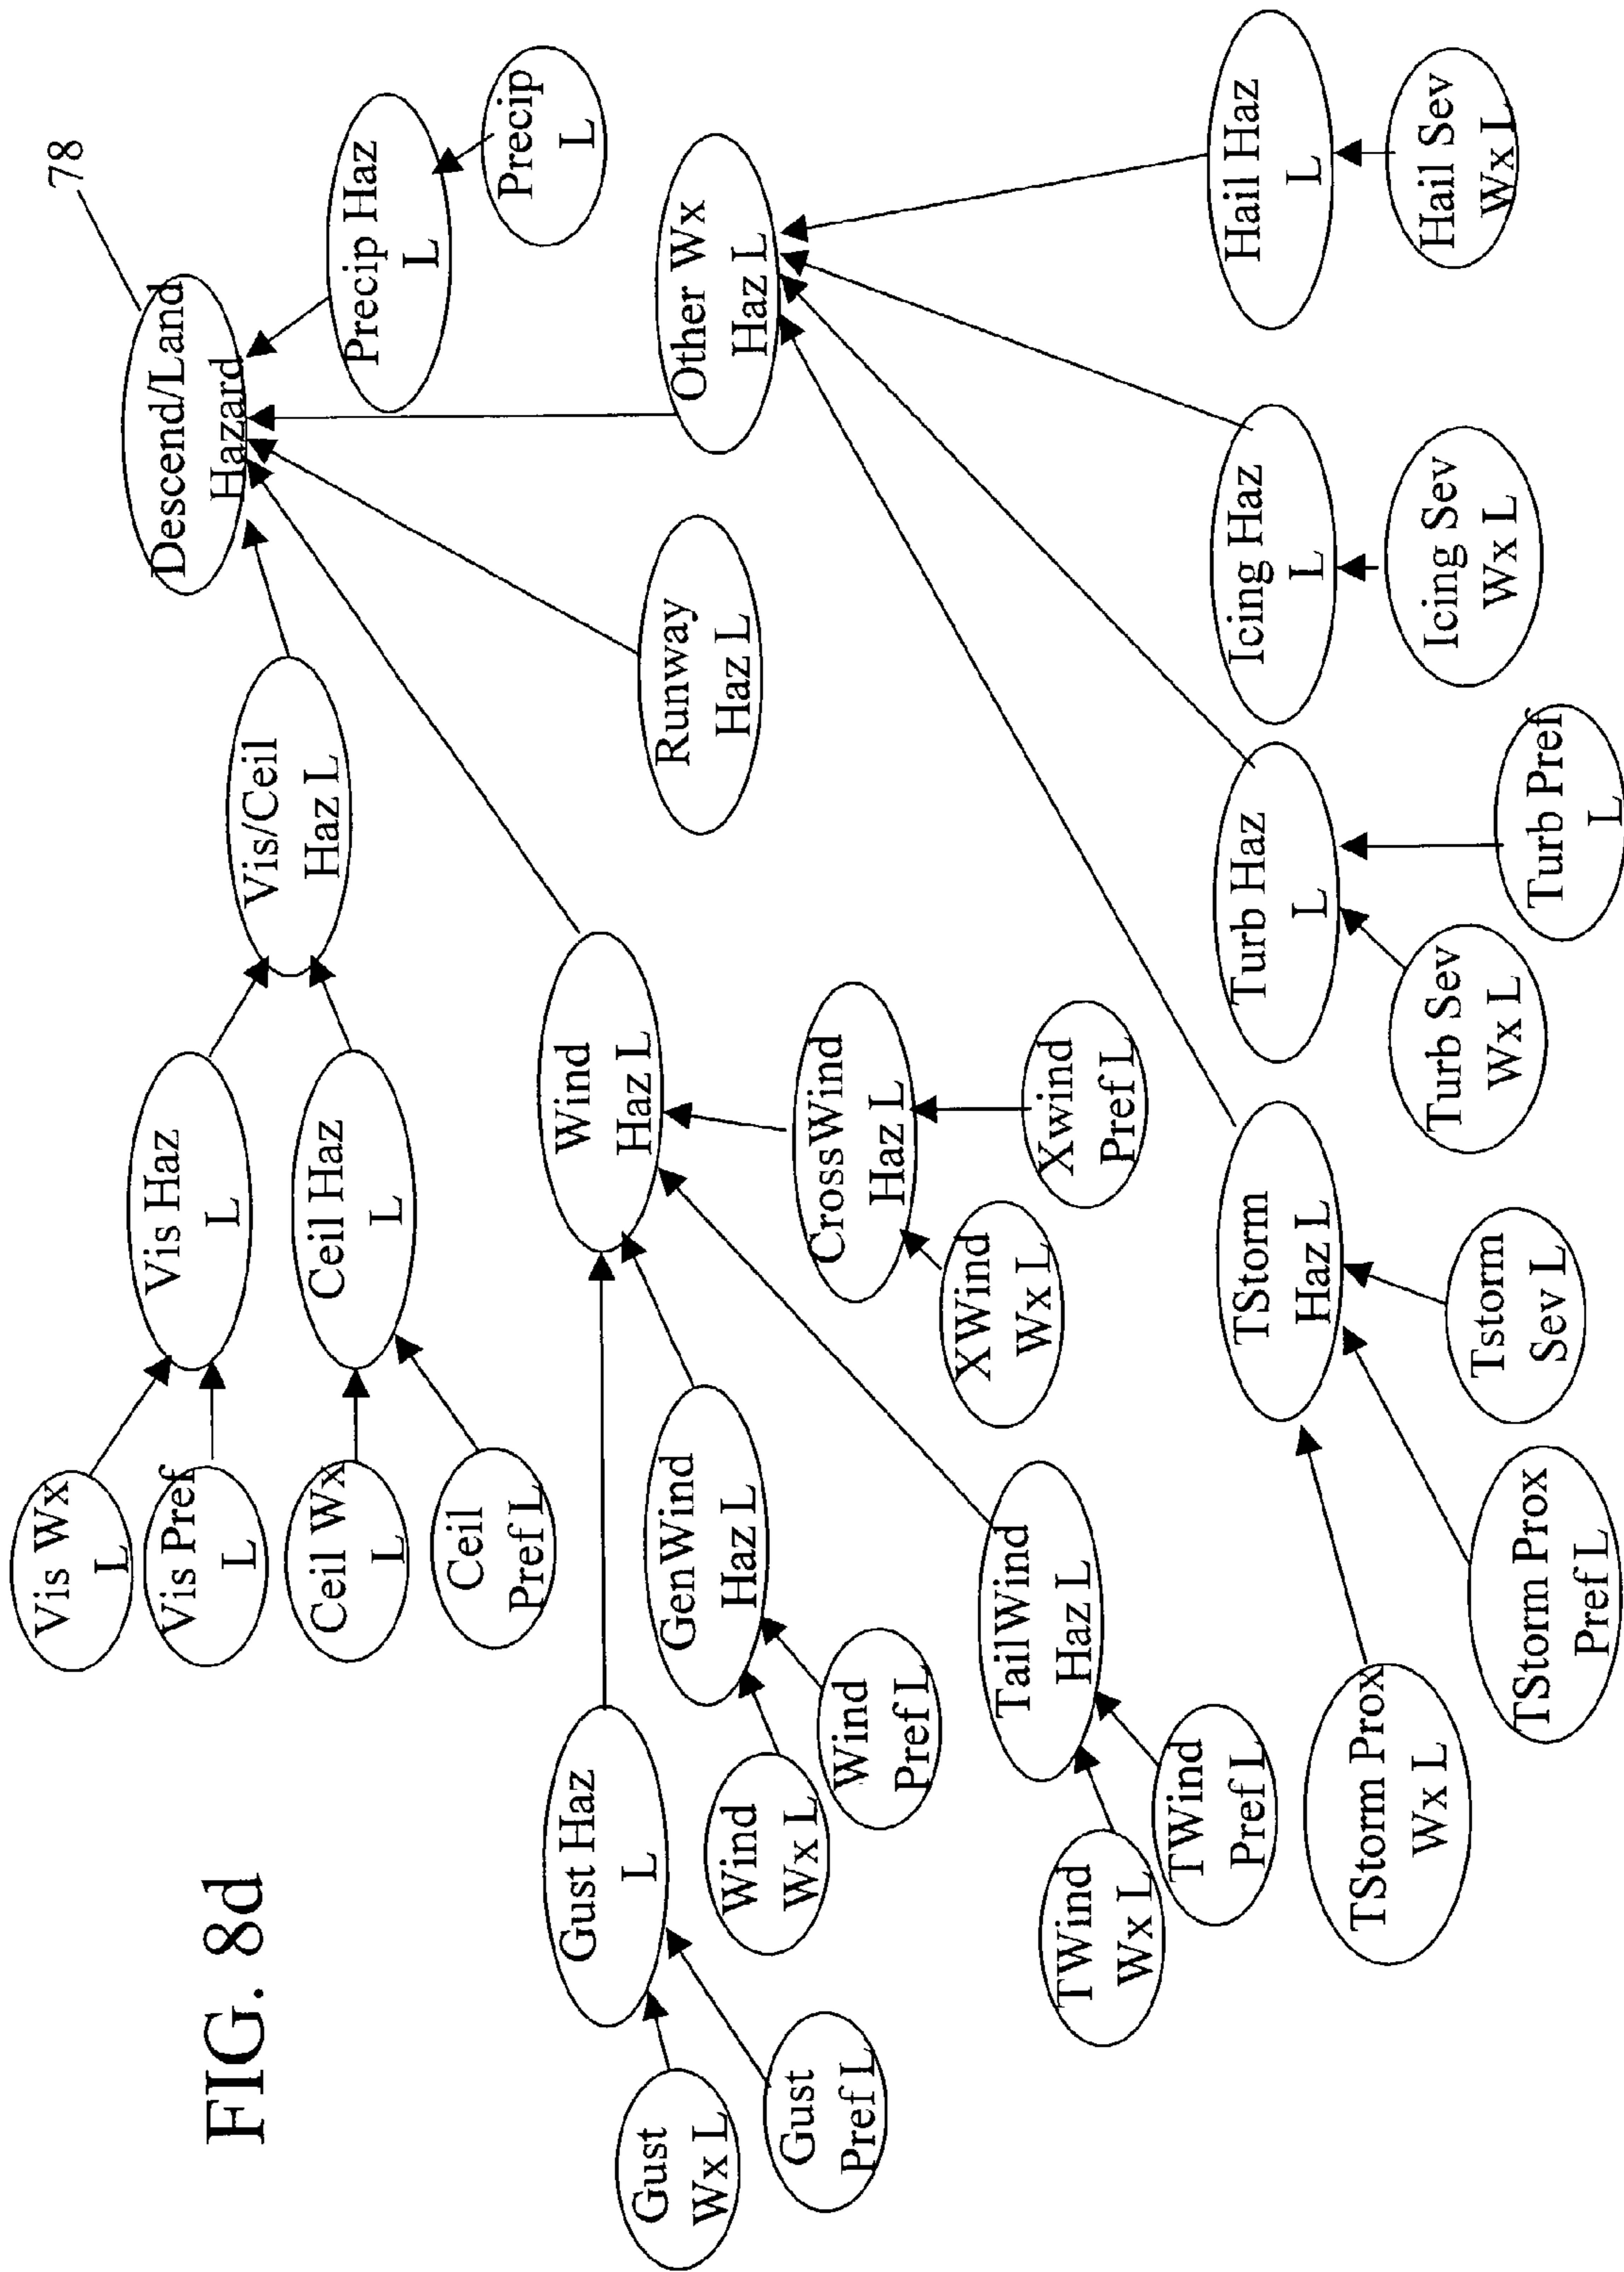 FIG. 8d
78
Descend/Land
Hazard
Precip Haz
L
Precip
L
Vis Wx
L
Vis Pref
L
Vis Haz
L
Ceil Wx
L
Ceil
Pref L
Ceil Haz
L
Vis/Ceil
Haz L
Gust Haz
L
Gust
Wx L
Gust
Pref L
GenWind
Haz L
Wind
Wx L
Wind
Pref L
Wind
Haz L
TailWind
Haz L
TWind
Wx L
TWind
Pref L
CrossWind
Haz L
XWind
Wx L
Xwind
Pref L
Runway
Haz L
Other Wx
Haz L
TStorm
Haz L
TStorm Prox
Wx L
TStorm Prox
Pref L
Tstorm
Sev L
Turb Haz
L
Turb Sev
Wx L
Turb Pref
L
Icing Haz
L
Icing Sev
Wx L
Hail Haz
L
Hail Sev
Wx L